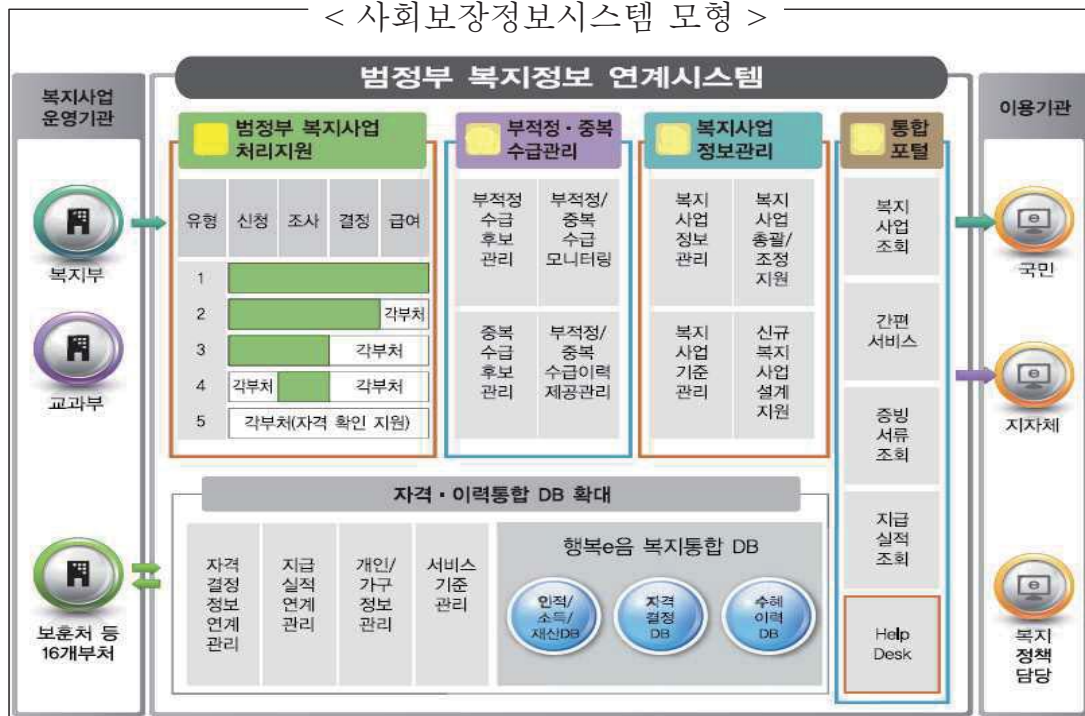 < 사회보장정보시스템 모형 >
복지사업
운영기관
복지부
교과부
보훈처 등
16개부처
범정부 복지정보 연계시스템
범정부 복지사업
처리지원
유형 신청 조사 결정 급여
1
2 각부처
3 각부처
4 각부처 각부처
5 각부처(자격 확인 지원)
부적정・중복
수급관리
부적정
수급
후보
관리
부적정/
중복
수급
모니터링
중복
수급
후보
관리
부적정/
중복
수급이력
제공관리
복지사업
정보관리
복지
사업
정보
관리
복지
사업
총괄/
조정
지원
복지
사업
기준
관리
신규
복지
사업
설계
지원
통합
포털
복지
사업
조회
간편
서비스
증빙
서류
조회
지급
실적
조회
Help
Desk
자격・이력통합 DB 확대
자격
결정
정보
연계
관리
지급
실적
연계
관리
개인/
가구
정보
관리
서비스
기준
관리
행복e음 복지통합 DB
인적/
소득/
재산DB
자격
결정
DB
수혜
이력
DB
이용기관
e
국민
e
지자체
e
복지
정책
담당